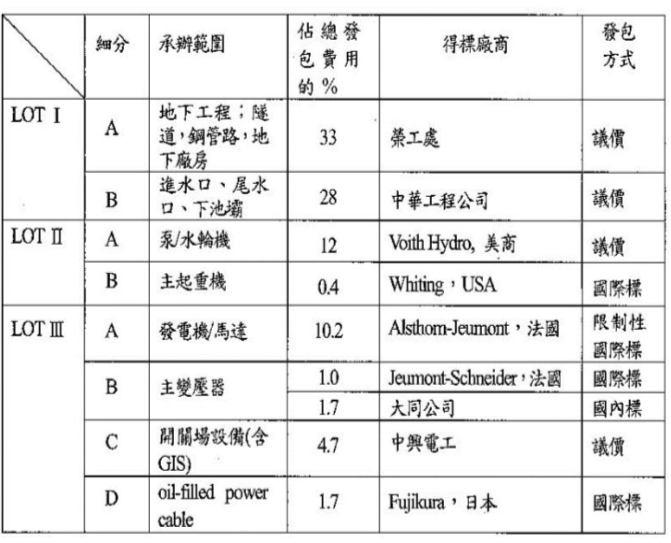 細分
承辦範圍
佔總發
包費用
的 %
得標廠商
發包
方式
LOT I
A
地下工程；隧
道，鋼管路，地
下廠房
33
榮工處
議價
B
進水口、尾水
口、下池壩
28
中華工程公司
議價
LOT II
A
泵/水輪機
12
Voith Hydro, 美商
議價
B
主起重機
0.4
Whiting，USA
國際標
LOT III
A
發電機/馬達
10.2
Alsthom-Jeumont，法國
限制性
國際標
B
主變壓器
1.0
Jeumont-Schneider，法國
國際標
1.7
大同公司
國內標
C
開關場設備(含
GIS)
4.7
中興電工
議價
D
oil-filled power
cable
1.7
Fujikura，日本
國際標